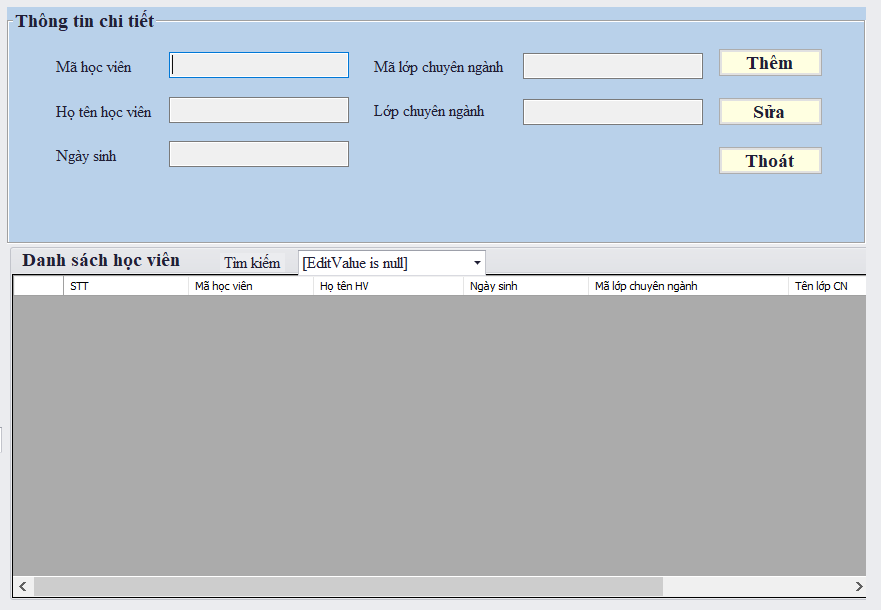 Thông tin chi tiết
Mã học viên Mã lớp chuyên ngành Thêm
Họ tên học viên Lớp chuyên ngành Sửa
Ngày sinh Thoát
Danh sách học viên Tìm kiếm [EditValue is null]
STT Mã học viên Họ tên HV Ngày sinh Mã lớp chuyên ngành Tên lớp CN